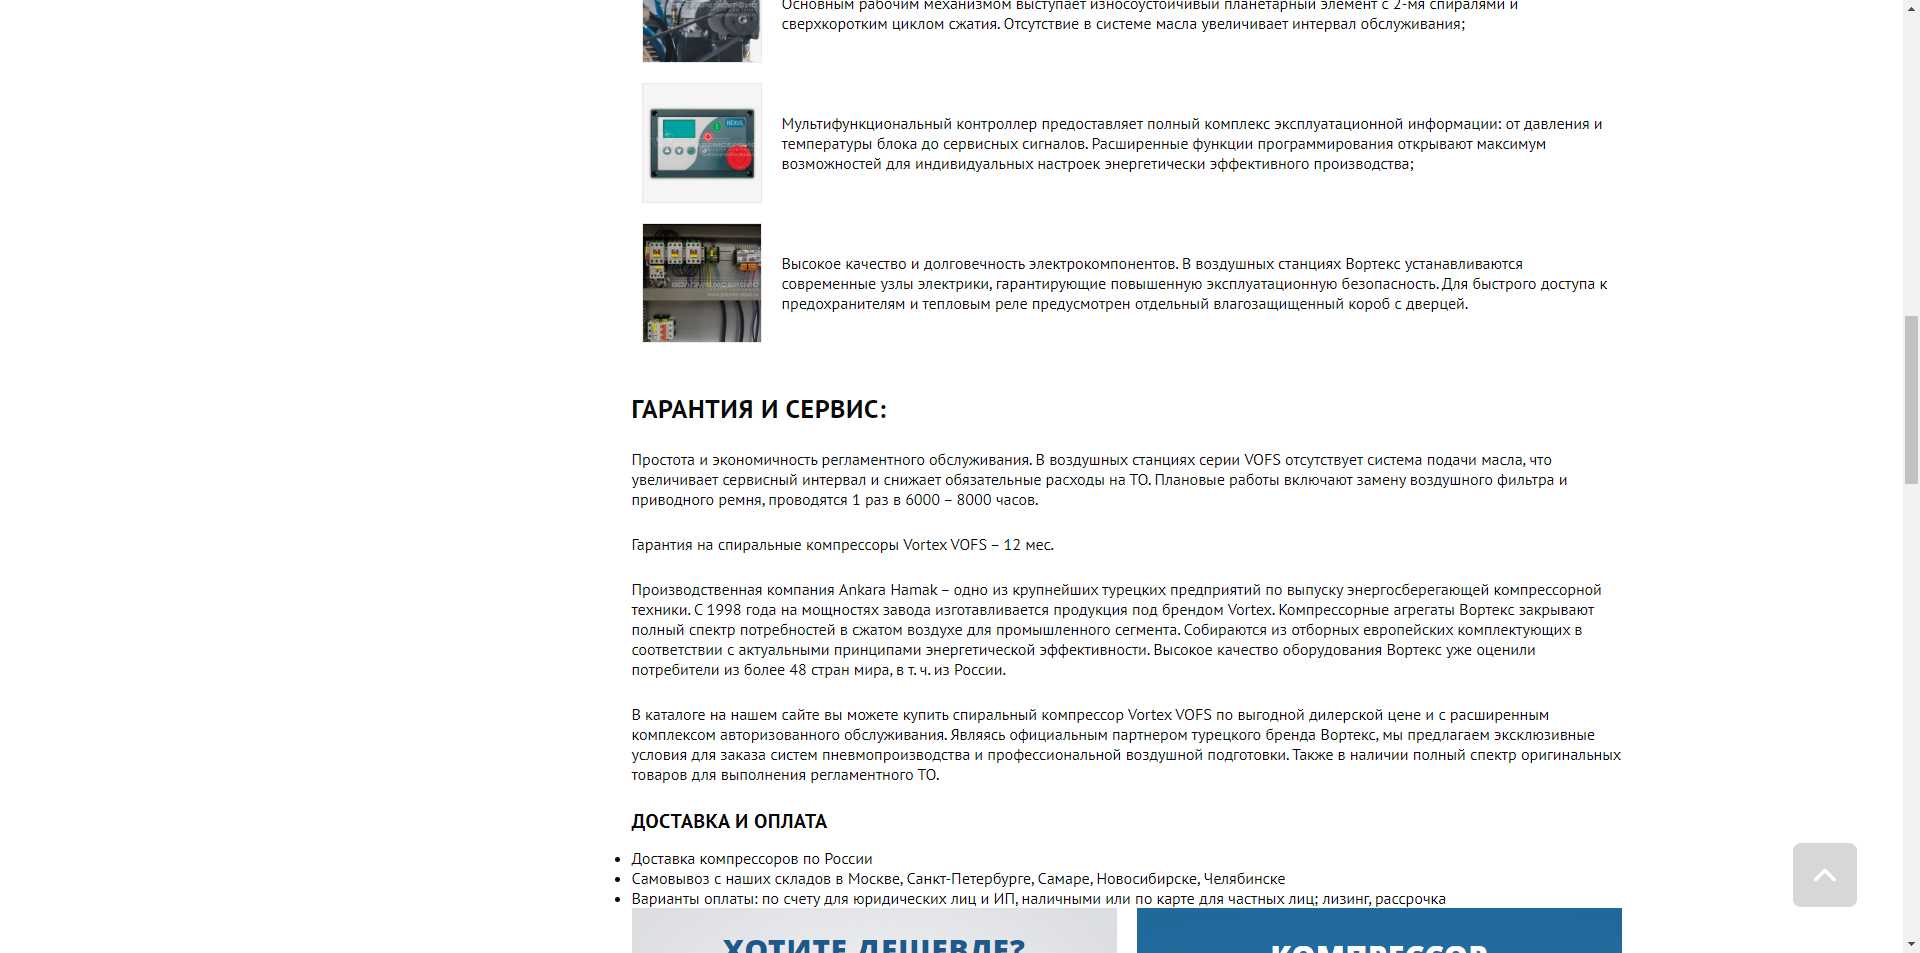 Основным рабочим механизмом выступает износоустойчивый планетарный элемент с 2-мя спиралями и
сверхкоротким циклом сжатия. Отсутствие в системе масла увеличивает интервал обслуживания;
NEXUS
Мультифункциональный контроллер предоставляет полный комплекс эксплуатационной информации: от давления и
температуры блока до сервисных сигналов. Расширенные функции программирования открывают максимум
возможностей для индивидуальных настроек энергетически эффективного производства;
Высокое качество и долговечность электрокомпонентов. В воздушных станциях Вортекс устанавливаются
современные узлы электрики, гарантирующие повышенную эксплуатационную безопасность. Для быстрого доступа к
предохранителям и тепловым реле предусмотрен отдельный влагозащищенный короб с дверцей.
ГАРАНТИЯ И СЕРВИС:
Простота и экономичность регламентного обслуживания. В воздушных станциях серии VOFS отсутствует система подачи масла, что
увеличивает сервисный интервал и снижает обязательные расходы на ТО. Плановые работы включают замену воздушного фильтра и
приводного ремня, проводятся 1 раз в 6000 – 8000 часов.
Гарантия на спиральные компрессоры Vortex VOFS – 12 мес.
Производственная компания Ankara Hamak – одно из крупнейших турецких предприятий по выпуску энергосберегающей компрессорной
техники. С 1998 года на мощностях завода изготавливается продукция под брендом Vortex. Компрессорные агрегаты Вортекс закрывают
полный спектр потребностей в сжатом воздухе для промышленного сегмента. Собираются из отборных европейских комплектующих в
соответствии с актуальными принципами энергетической эффективности. Высокое качество оборудования Вортекс уже оценили
потребители из более 48 стран мира, в т. ч. из России.
В каталоге на нашем сайте вы можете купить спиральный компрессор Vortex VOFS по выгодной дилерской цене и с расширенным
комплексом авторизованного обслуживания. Являясь официальным партнером турецкого бренда Вортекс, мы предлагаем эксклюзивные
условия для заказа систем пневмопроизводства и профессиональной воздушной подготовки. Также в наличии полный спектр оригинальных
товаров для выполнения регламентного ТО.
ДОСТАВКА И ОПЛАТА
Доставка компрессоров по России
Самовывоз с наших складов в Москве, Санкт-Петербурге, Самаре, Новосибирске, Челябинске
Варианты оплаты: по счету для юридических лиц и ИП, наличными или по карте для частных лиц; лизинг, рассрочка
ХОТИТЕ ДЕШЕВЛЕ?
КОМПРЕССОР